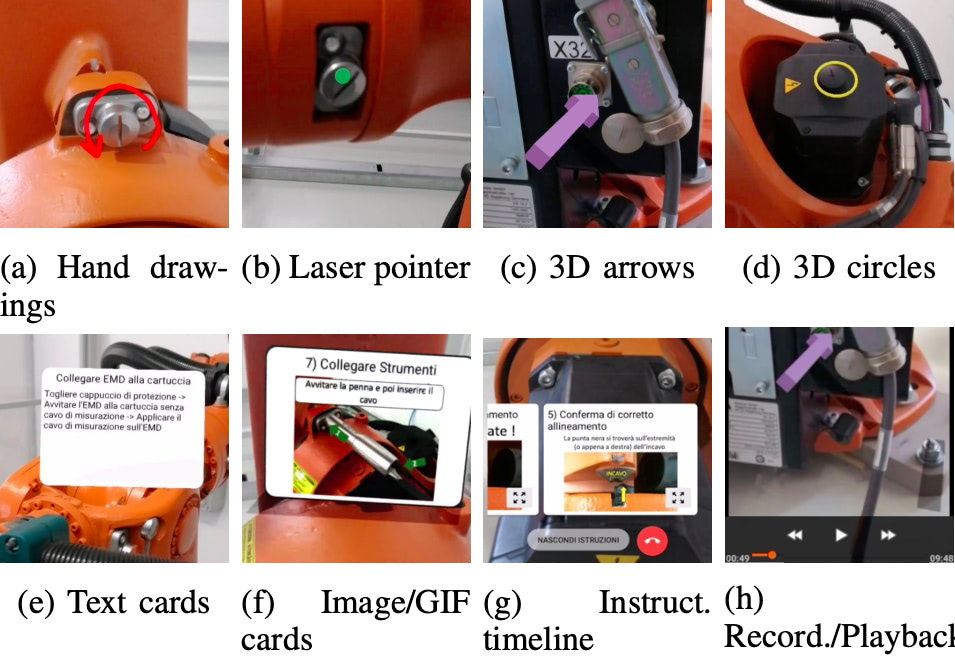 X32
(a) Hand draw-
ings
(b) Laser pointer
(c) 3D arrows
(d) 3D circles
Collegare EMD alla cartuccia
Togliere cappuccio di protezione ->
Avvitare l'EMD alla cartuccia senza
cavo di misurazione -> Applicare il
cavo di misurazione sull'EMD
7) Collegare Strumenti
Avvitare la penna e poi inserire il
cavo
1
2
amento
ate !
5) Conferma di corretto
allineamento
La punta nera si troverà sull'estremità
(o appena a destra) dell'incavo
INCAVO
NASCONDI ISTRUZIONI
00:49
09:48
(e) Text cards
(f) Image/GIF
cards
(g) Instruct.
timeline
(h)
Record./Playback